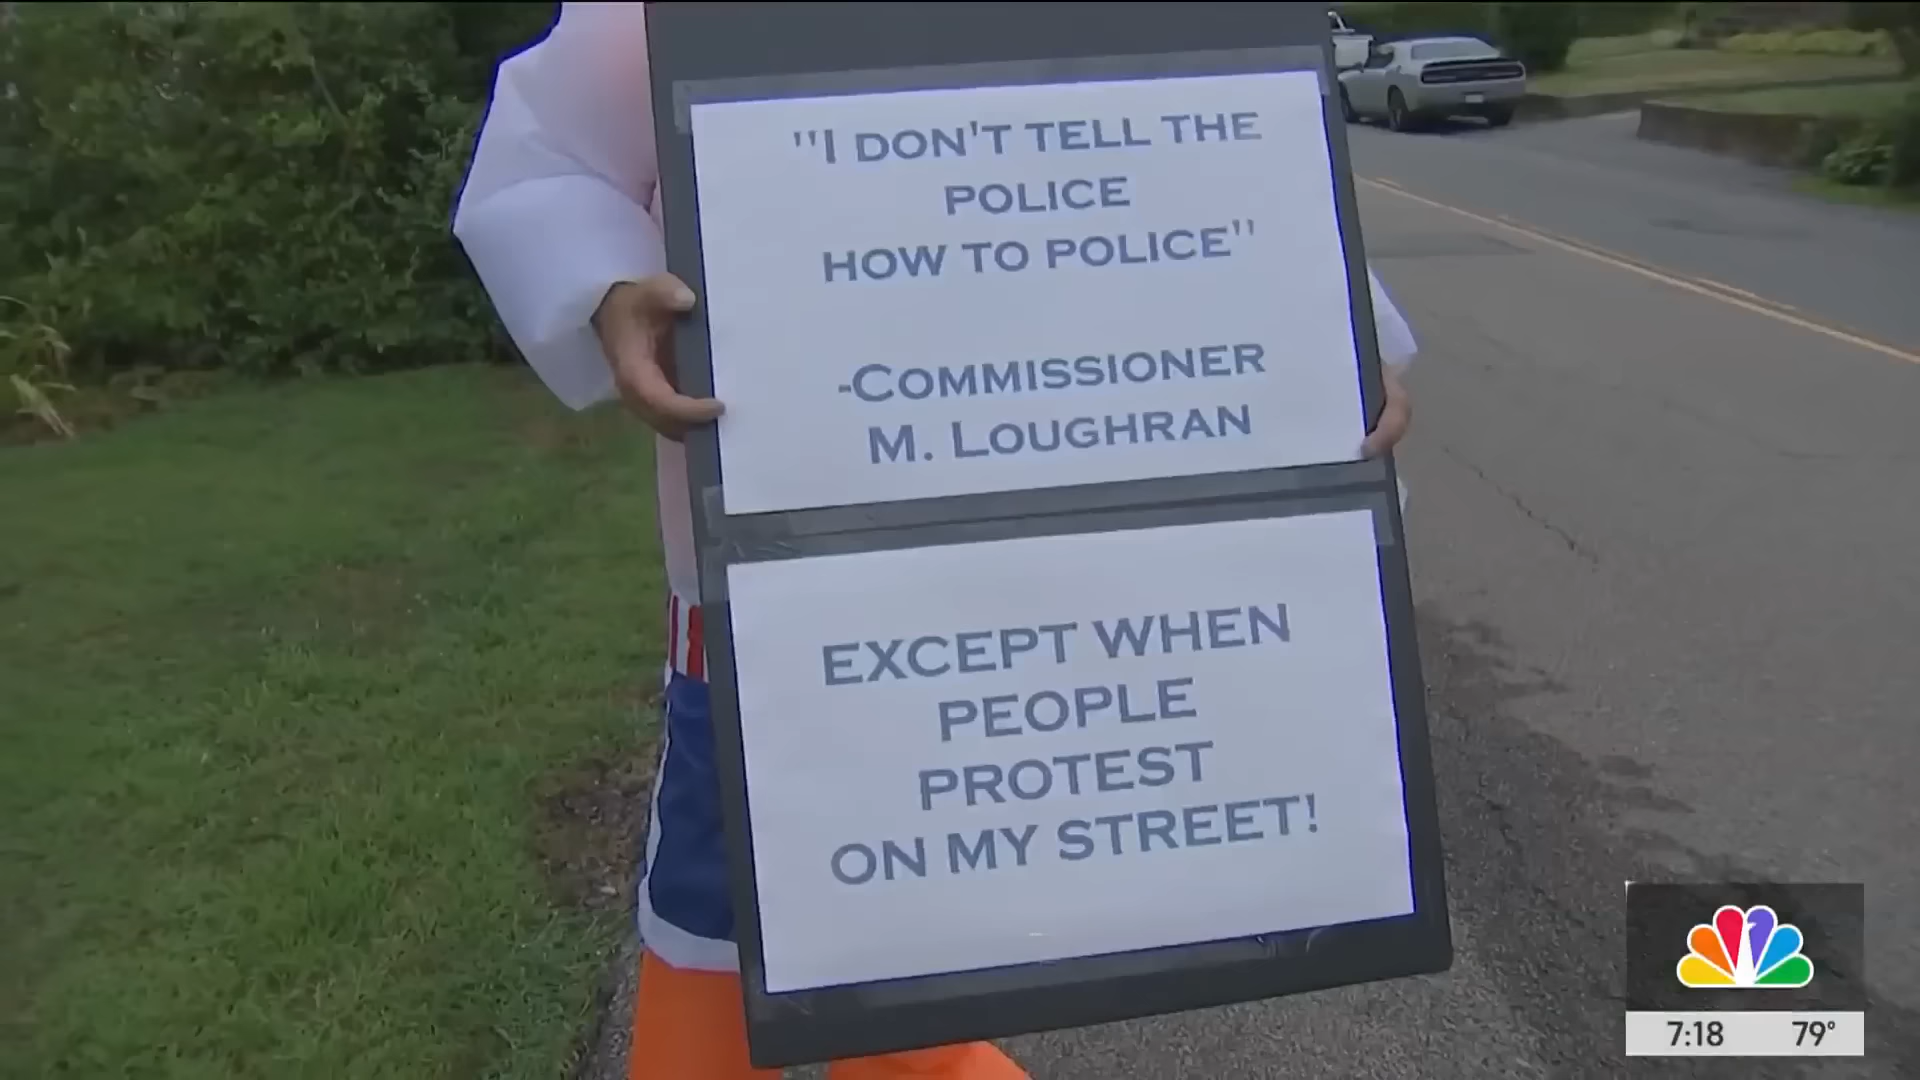 "I DON'T TELL THE
POLICE
HOW TO POLICE"
-COMMISSIONER
M. LOUGHRAN
EXCEPT WHEN
PEOPLE
PROTEST
ON MY STREET!
7:18 79°